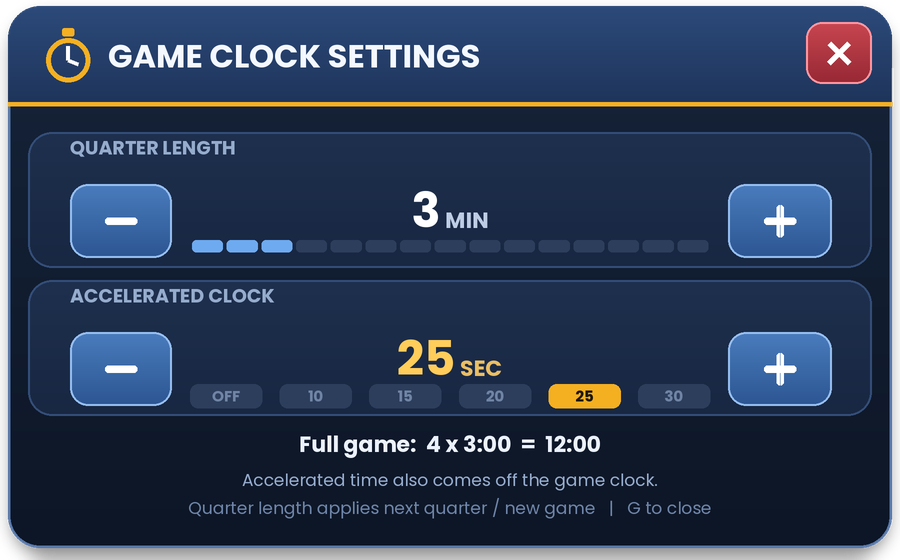 GAME CLOCK SETTINGS
QUARTER LENGTH
3 MIN
ACCELERATED CLOCK
25 SEC
OFF 10 15 20 25 30
Full game: 4 x 3:00 = 12:00
Accelerated time also comes off the game clock.
Quarter length applies next quarter / new game | G to close